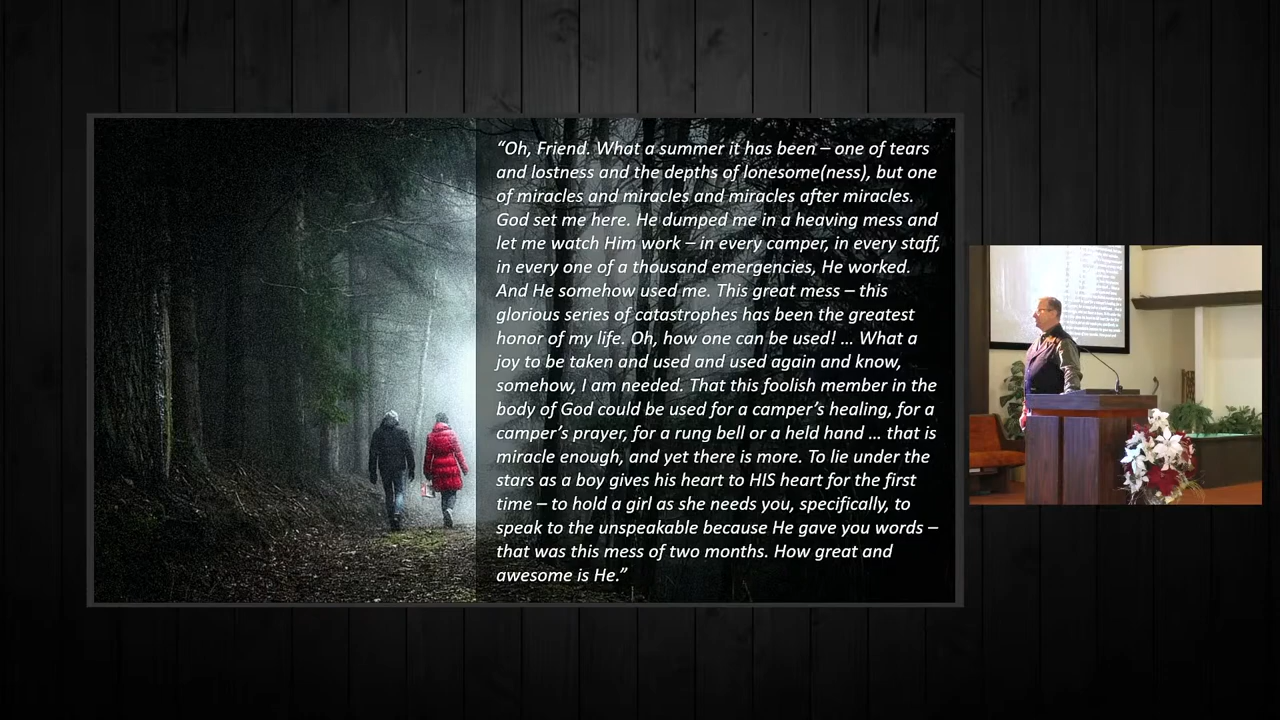 “Oh, Friend. What a summer it has been – one of tears
and lostness and the depths of lonesome(ness), but one
of miracles and miracles and miracles after miracles.
God set me here. He dumped me in a heaving mess and
let me watch Him work – in every camper, in every staff,
in every one of a thousand emergencies, He worked.
And He somehow used me. This great mess – this
glorious series of catastrophes has been the greatest
honor of my life. Oh, how one can be used! ... What a
joy to be taken and used and used again and know,
somehow, I am needed. That this foolish member in the
body of God could be used for a camper’s healing, for a
camper’s prayer, for a rung bell or a held hand ... that is
miracle enough, and yet there is more. To lie under the
stars as a boy gives his heart to HIS heart for the first
time – to hold a girl as she needs you, specifically, to
speak to the unspeakable because He gave you words –
that was this mess of two months. How great and
awesome is He.”